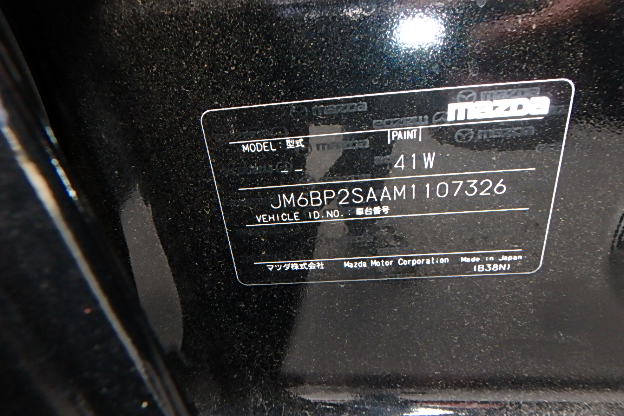 mazda
MODEL: 型式 PAINT
-- 41W
JM6BP2SAAM1107326
VEHICLE ID.NO.: 車台番号
マツダ株式会社 Mazda Motor Corporation Made in Japan
(B38N)